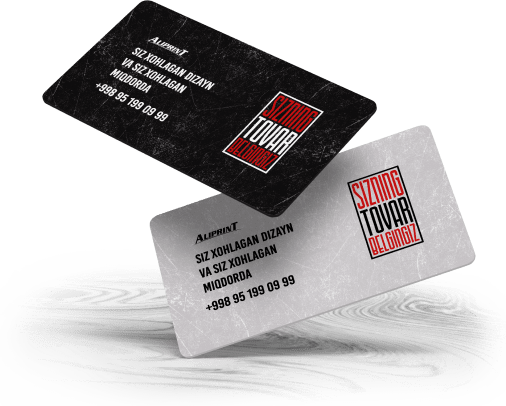 ALIPRINT
SIZ XOHLAGAN DIZAYN
VA SIZ XOHLAGAN
MIQDORDA
+998 95 199 09 99
SIZNING
TOVAR
BELGINGIZ
ALIPRINT
SIZ XOHLAGAN DIZAYN
VA SIZ XOHLAGAN
MIQDORDA
+998 95 199 09 99
SIZNING
TOVAR
BELGINGIZ